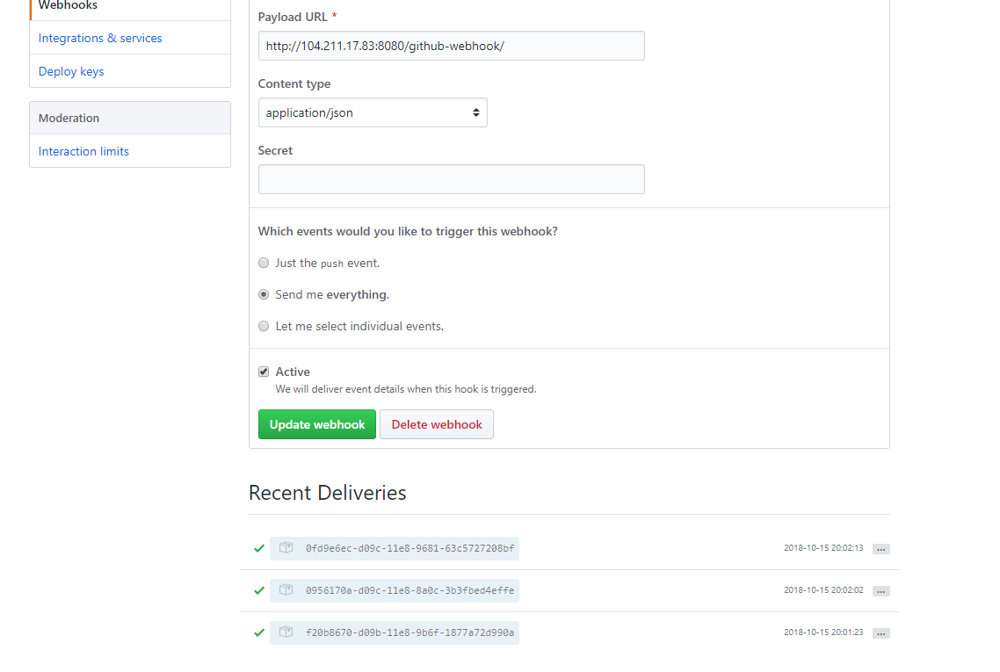 Webhooks
Integrations & services
Deploy keys
Moderation
Interaction limits
Payload URL *
http://104.211.17.83:8080/github-webhook/
Content type
application/json
Secret
Which events would you like to trigger this webhook?
Just the push event.
Send me everything.
Let me select individual events.
Active
We will deliver event details when this hook is triggered.
Update webhook Delete webhook
Recent Deliveries
0fd9e6ec-d09c-11e8-9681-63c5727208bf 2018-10-15 20:02:13 ...
0956170a-d09c-11e8-8a0c-3b3fbed4effe 2018-10-15 20:02:02 ...
f20b8670-d09b-11e8-9b6f-1877a72d990a 2018-10-15 20:01:23 ...